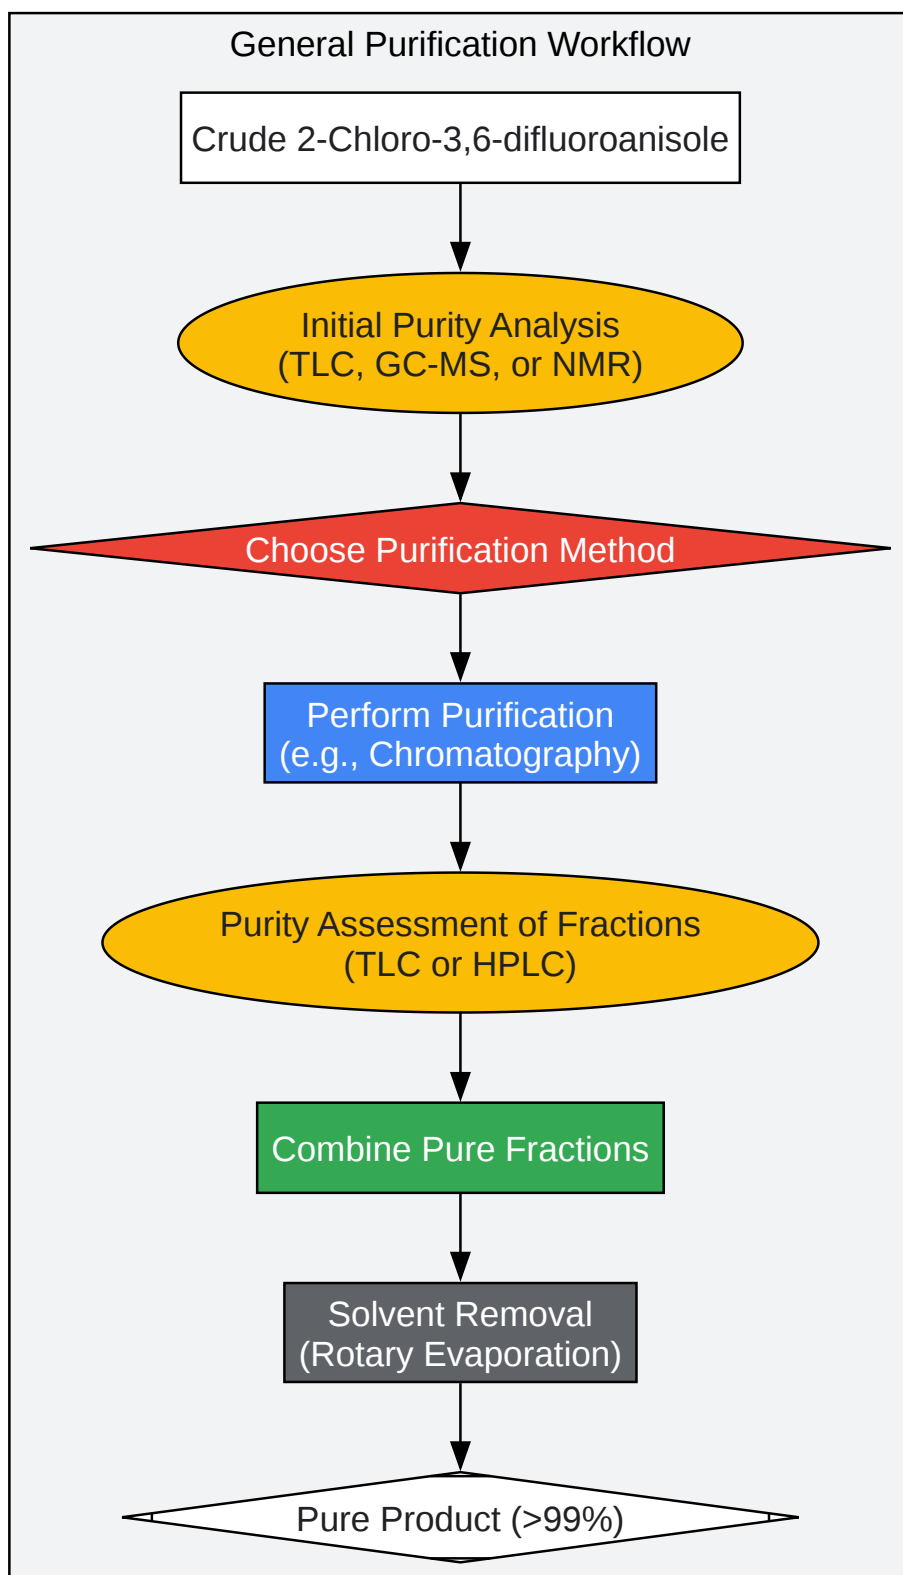 General Purification Workflow
Crude 2-Chloro-3,6-difluoroanisole
Initial Purity Analysis
(TLC, GC-MS, or NMR)
Choose Purification Method
Perform Purification
(e.g., Chromatography)
Purity Assessment of Fractions
(TLC or HPLC)
Combine Pure Fractions
Solvent Removal
(Rotary Evaporation)
Pure Product (>99%)